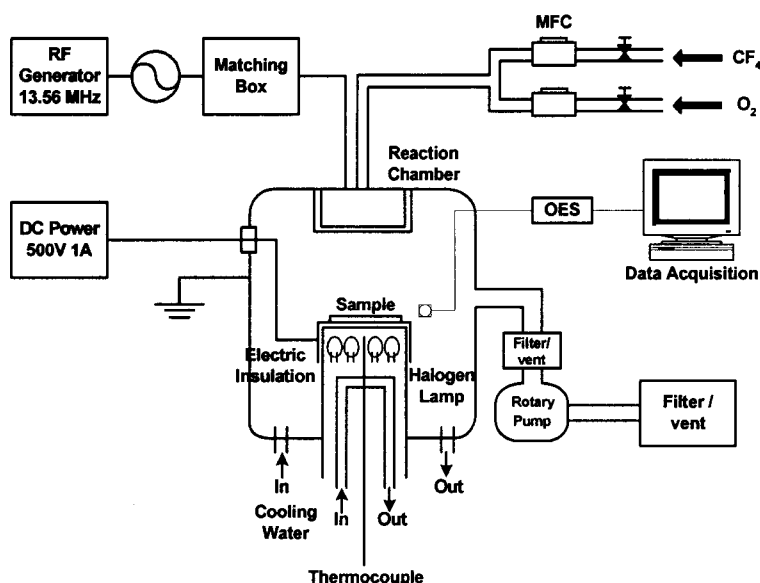 MFC
RF
Generator
13.56 MHz
Matching
Box
CF4
O2
Reaction
Chamber
DC Power
500V 1A
OES
Data Acquisition
Sample
Electric
Insulation
Halogen
Lamp
Filter/
vent
Rotary
Pump
Filter /
vent
In
Cooling
Water
In
Out
Out
Thermocouple